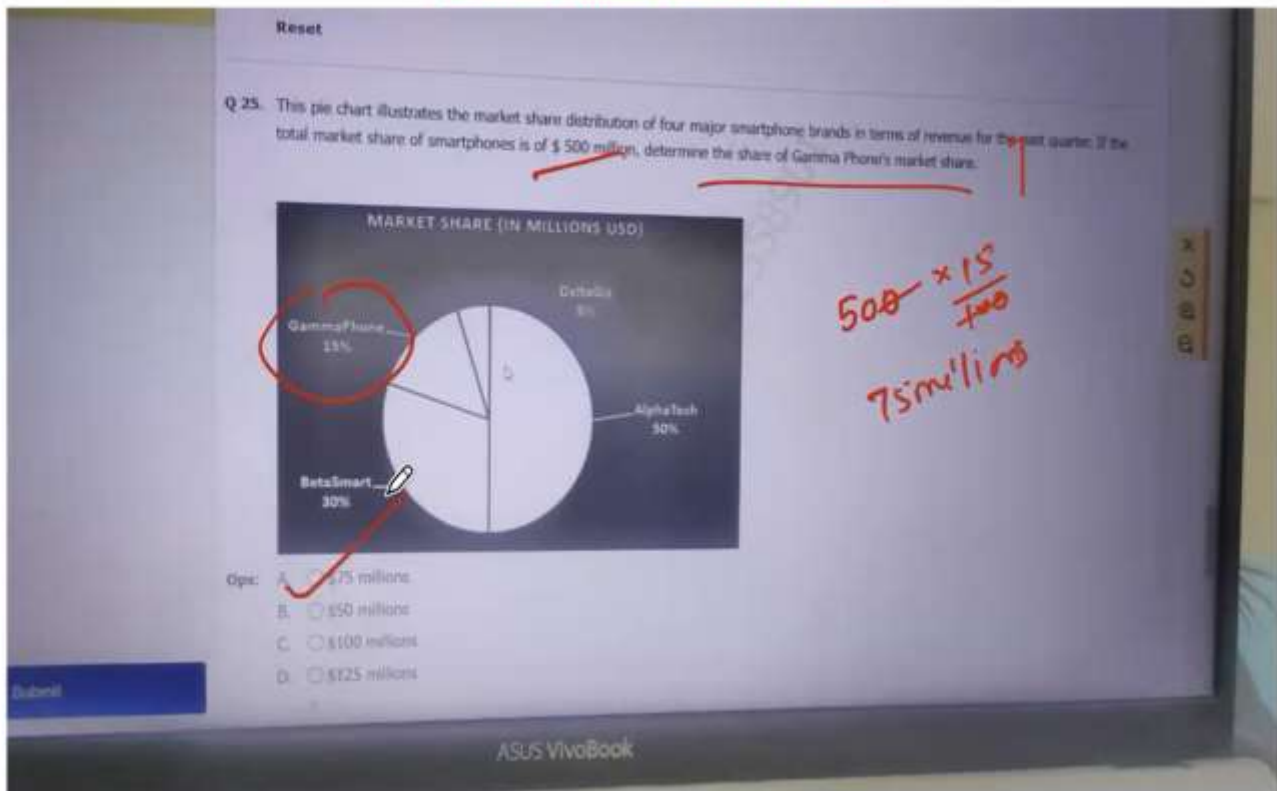 Reset
Q 25. This pie chart illustrates the market share distribution of four major smartphone brands in terms of revenue for the past quarter. If the
total market share of smartphones is of $ 500 million, determine the share of Gamma Phone's market share.
MARKET SHARE (IN MILLIONS USD)
GammaPhone
15%
AlphaTech
50%
BetaSmart
30%
500 × 15
100
75 millions
Ops: A. $75 millions
B. $50 millions
C. $100 millions
D. $125 millions
Submit
ASUS VivoBook